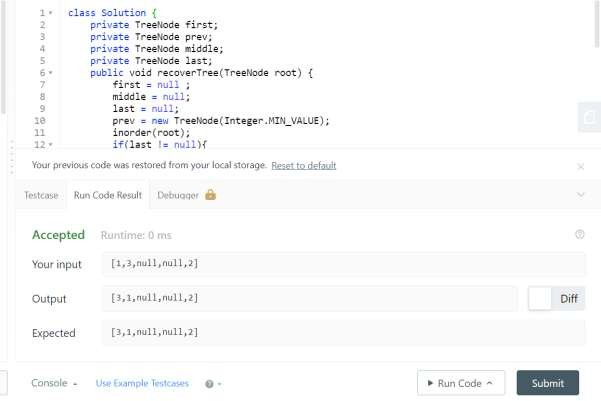 1 class Solution {
2 private TreeNode first;
3 private TreeNode prev;
4 private TreeNode middle;
5 private TreeNode last;
6 public void recoverTree(TreeNode root) {
7 first = null ;
8 middle = null;
9 last = null;
10 prev = new TreeNode(Integer.MIN_VALUE);
11 inorder(root);
12 if(last != null){
Your previous code was restored from your local storage. Reset to default
Testcase Run Code Result Debugger
Accepted Runtime: 0 ms
Your input [1,3,null,null,2]
Output [3,1,null,null,2] Diff
Expected [3,1,null,null,2]
Console Use Example Testcases Run Code Submit